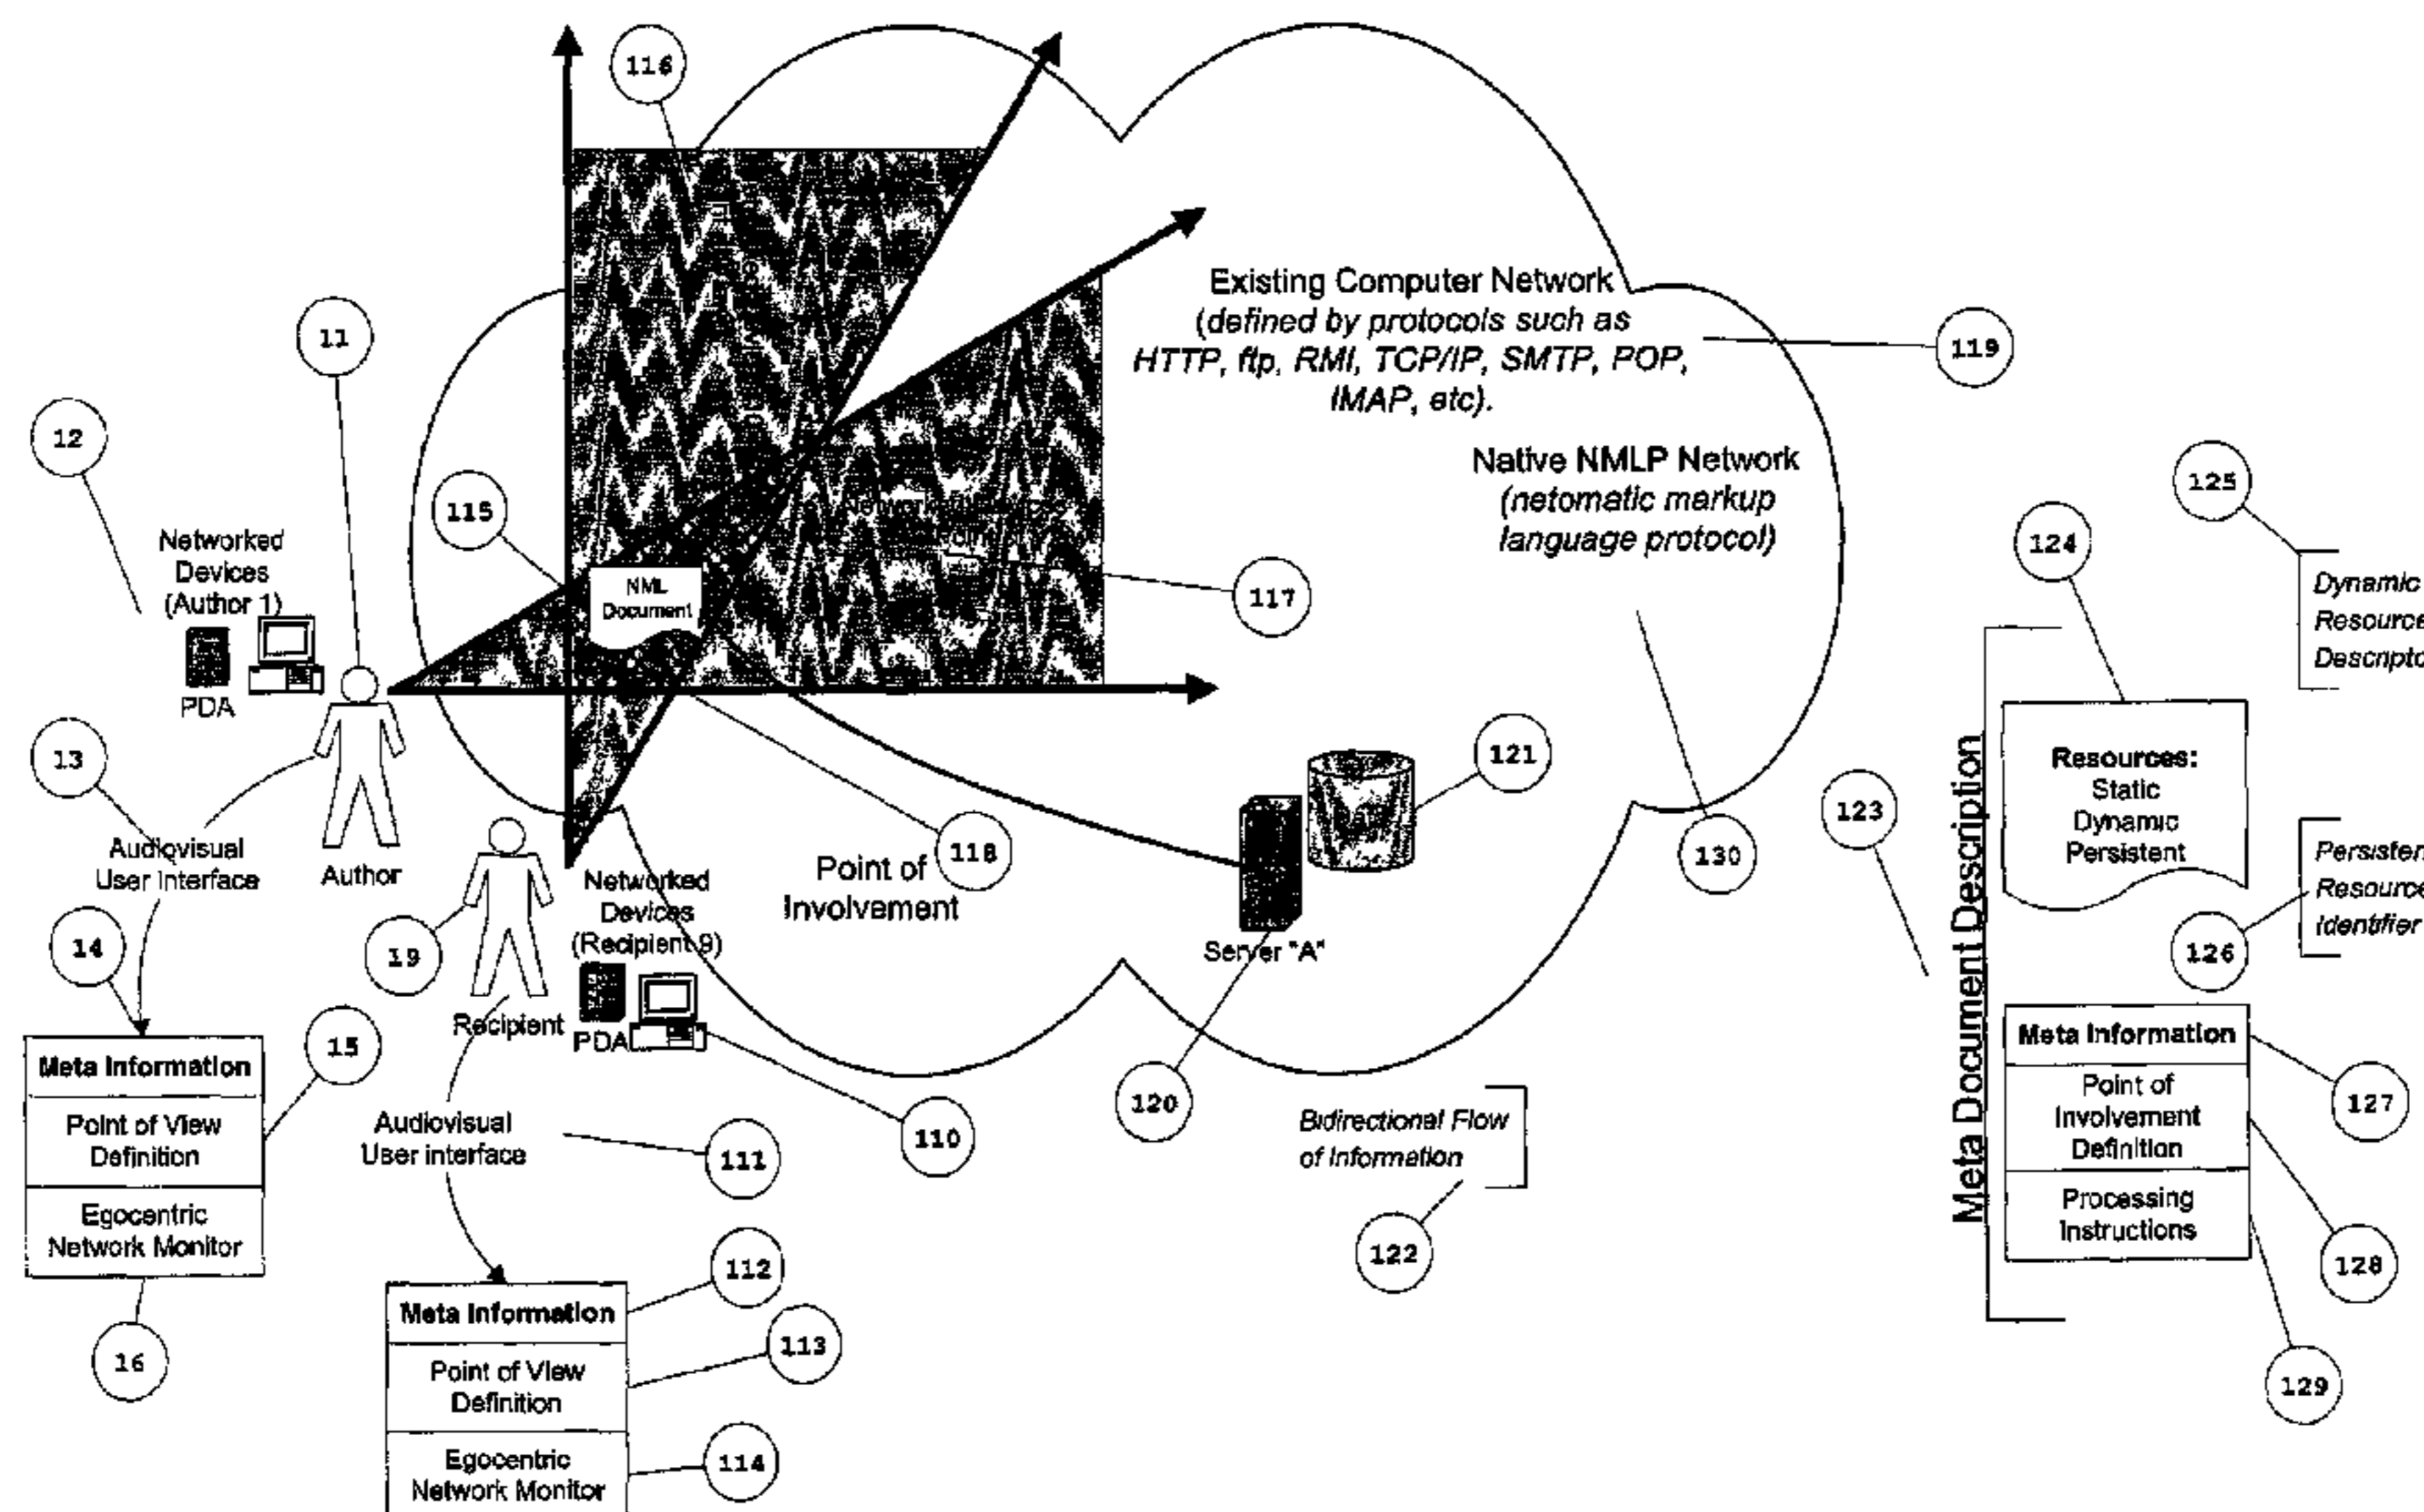 116
11
12
Networked
Devices
(Author 1)
PDA
13
Audiovisual
User Interface
Author
14
Meta Information
Point of View
Definition
Egocentric
Network Monitor
15
16
115
NML
Document
Existing Computer Network
(defined by protocols such as
HTTP, ftp, RMI, TCP/IP, SMTP, POP,
IMAP, etc).
119
Native NMLP Network
(netomatic markup
language protocol)
117
118
Point of
Involvement
121
130
Server "A"
120
19
Recipient
Networked
Devices
(Recipient 9)
PDA
110
Audiovisual
User interface
111
112
Meta Information
Point of View
Definition
Egocentric
Network Monitor
113
114
Bidirectional Flow
of Information
122
123
Meta Document Description
124
Resources:
Static
Dynamic
Persistent
125
Dynamic
Resource
Descripto
Persisten
Resource
Identifier
126
Meta Information
Point of
Involvement
Definition
Processing
Instructions
127
128
129